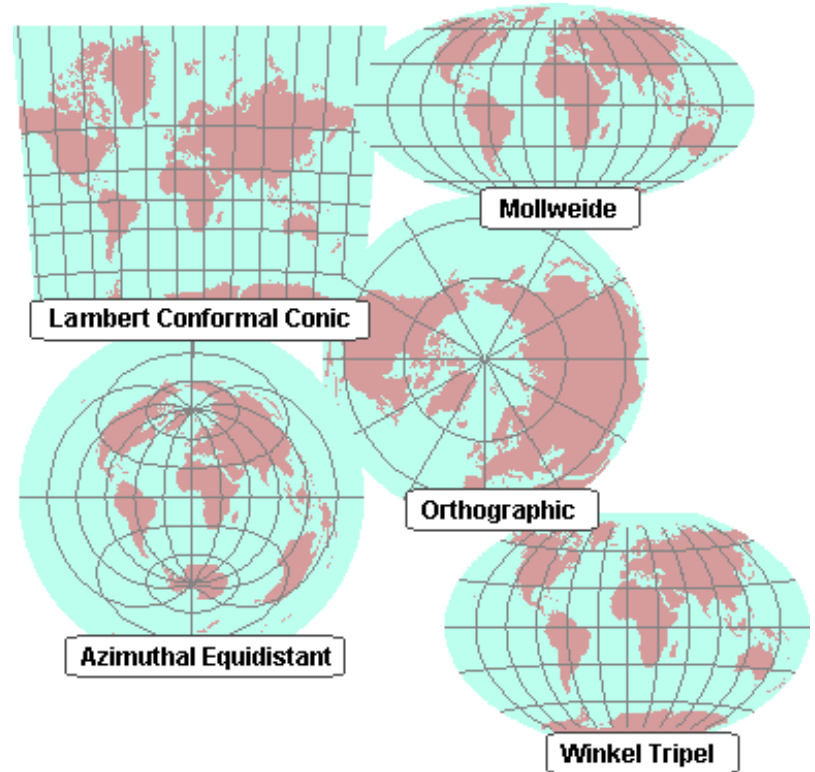 Mollweide
Lambert Conformal Conic
Orthographic
Azimuthal Equidistant
Winkel Tripel